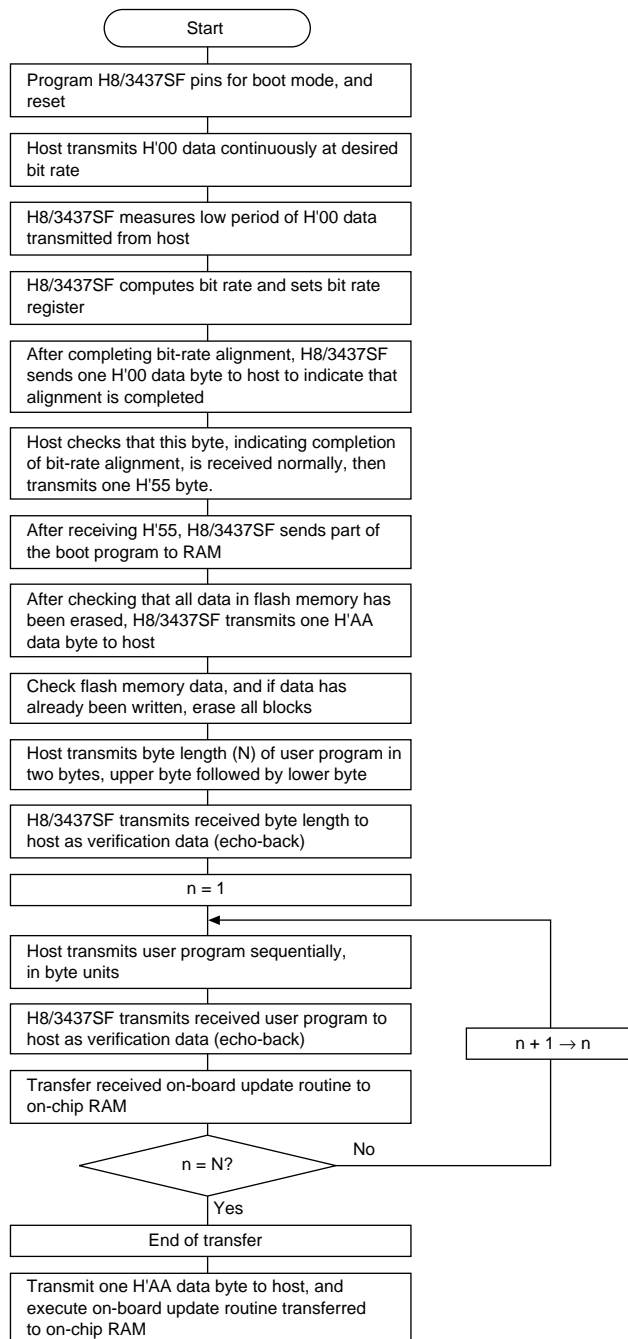 Start
Program H8/3437SF pins for boot mode, and
reset
Host transmits H'00 data continuously at desired
bit rate
H8/3437SF measures low period of H'00 data
transmitted from host
H8/3437SF computes bit rate and sets bit rate
register
After completing bit-rate alignment, H8/3437SF
sends one H'00 data byte to host to indicate that
alignment is completed
Host checks that this byte, indicating completion
of bit-rate alignment, is received normally, then
transmits one H'55 byte.
After receiving H'55, H8/3437SF sends part of
the boot program to RAM
After checking that all data in flash memory has
been erased, H8/3437SF transmits one H'AA
data byte to host
Check flash memory data, and if data has
already been written, erase all blocks
Host transmits byte length (N) of user program in
two bytes, upper byte followed by lower byte
H8/3437SF transmits received byte length to
host as verification data (echo-back)
n = 1
Host transmits user program sequentially,
in byte units
H8/3437SF transmits received user program to
host as verification data (echo-back)
n + 1 → n
Transfer received on-board update routine to
on-chip RAM
n = N?
No
Yes
End of transfer
Transmit one H'AA data byte to host, and
execute on-board update routine transferred
to on-chip RAM